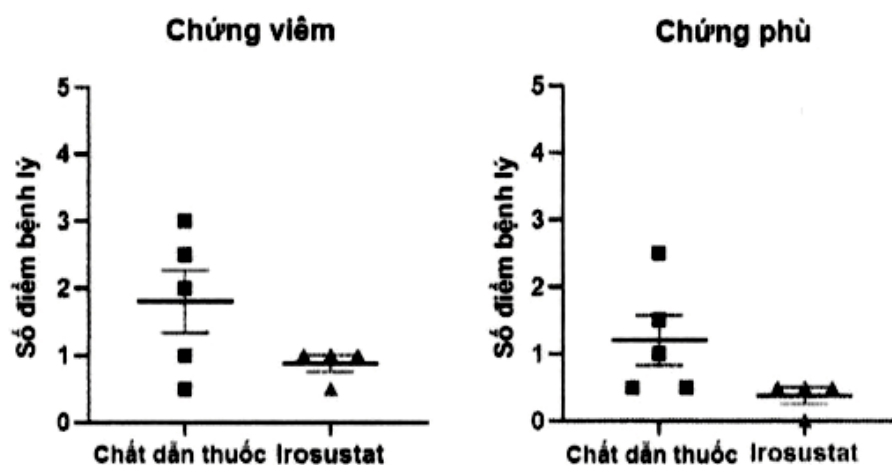 Chứng viêm
Số điểm bệnh lý
5
4
3
2
1
0
Chất dẫn thuốc Irosustat
Chứng phù
Số điểm bệnh lý
5
4
3
2
1
0
Chất dẫn thuốc Irosustat